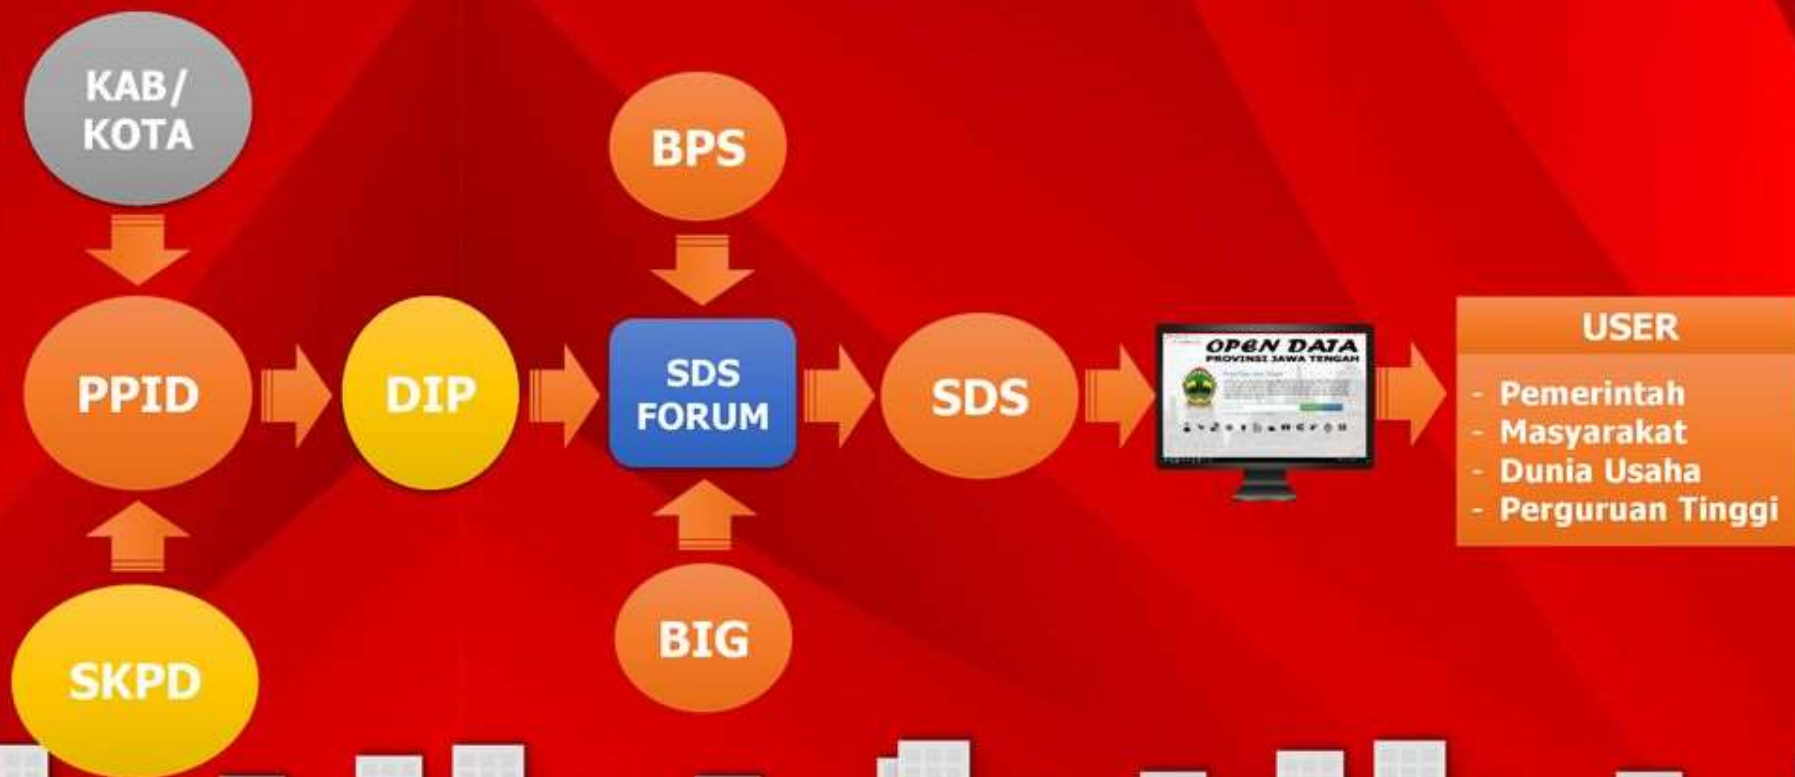 KAB/
KOTA
BPS
PPID
DIP
SDS
FORUM
SDS
OPEN DATA
PROVINSI JAWA TENGAH
USER
- Pemerintah
- Masyarakat
- Dunia Usaha
- Perguruan Tinggi
SKPD
BIG